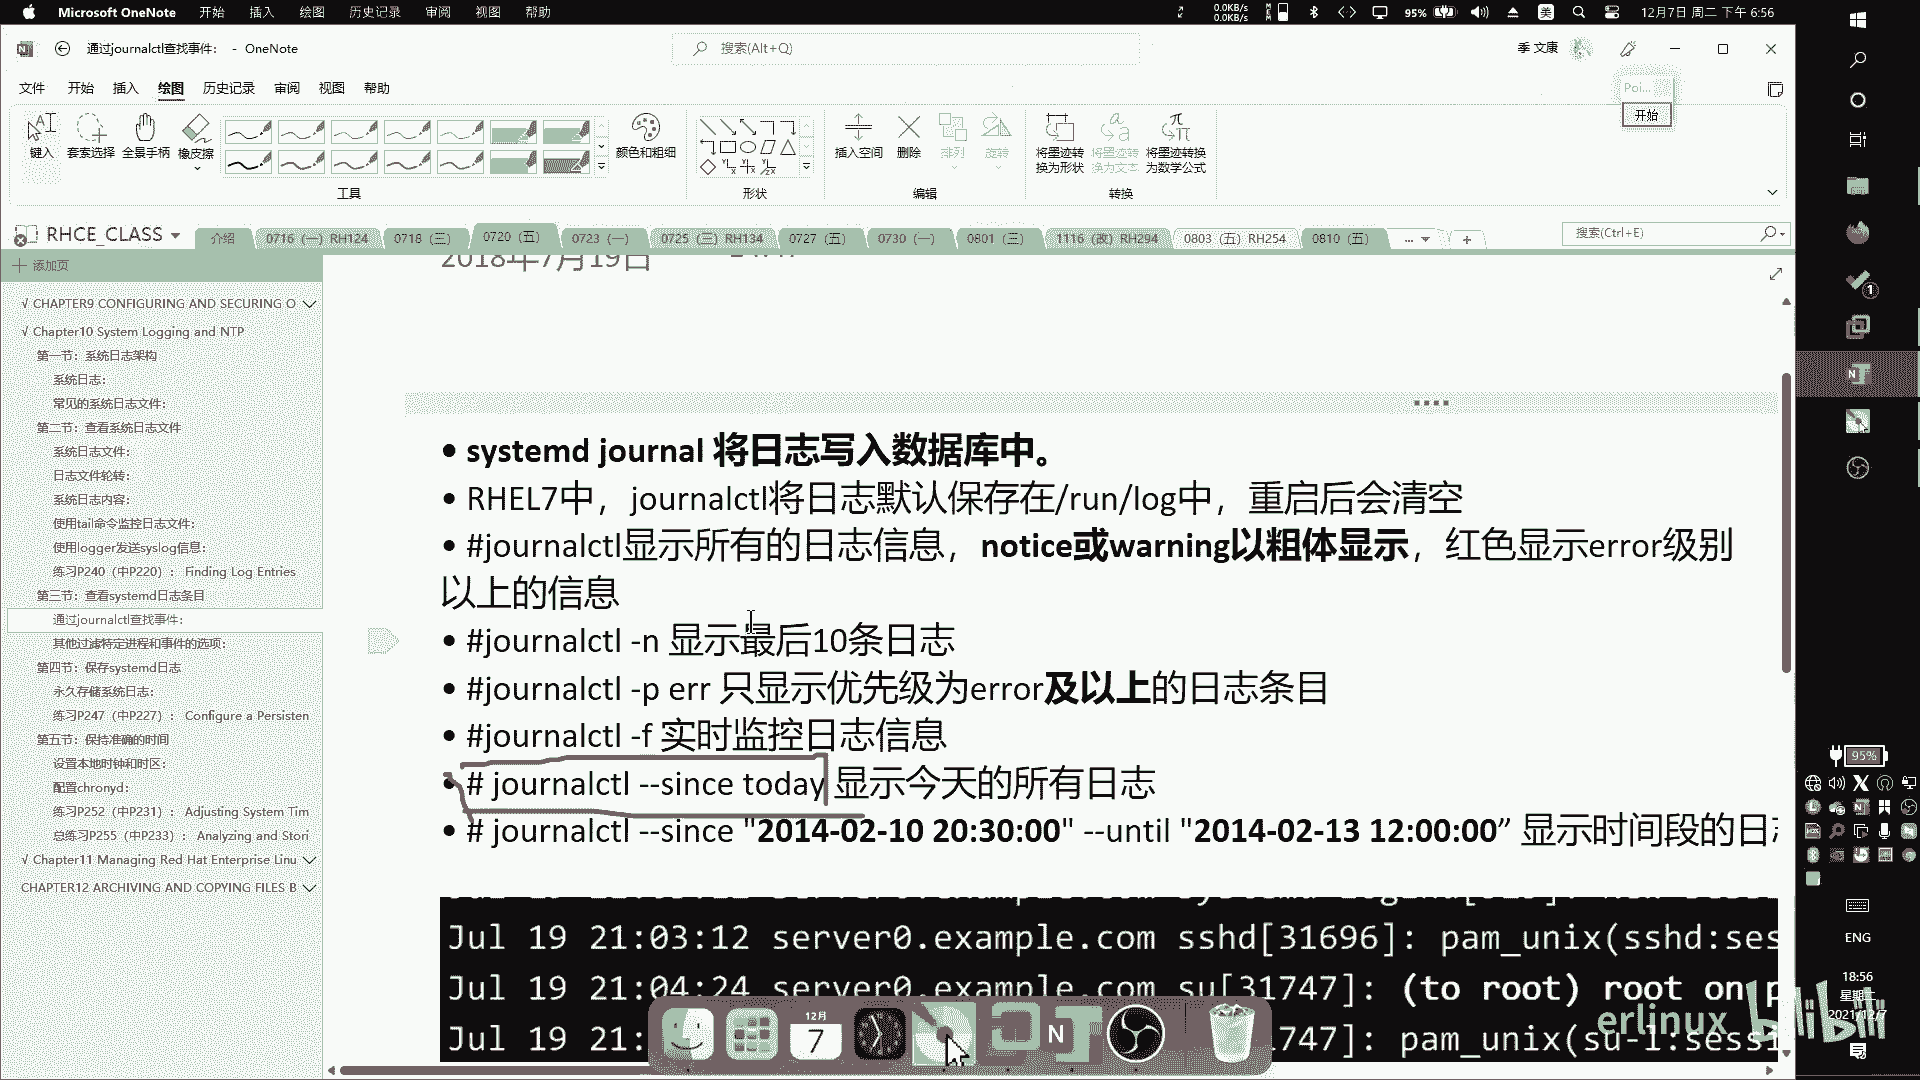 Microsoft OneNote 开始 插入 绘图 历史记录 审阅 视图 帮助 0.0KB/s 0.0KB/s 95% 美 12月7日 周二 下午 6:56
通过journalctl查找事件: - OneNote 搜索(Alt+Q) 季 文康
文件 开始 插入 绘图 历史记录 审阅 视图 帮助
Poi...
开始
键入 套索选择 全景手柄 橡皮擦 颜色和粗细 插入空间 删除 排列 旋转 将墨迹转换为形状 将墨迹转换为文本 将墨迹转换为数学公式
工具 形状 编辑 转换
RHCE_CLASS 介绍 0716 (一) RH124 0718 (三) 0720 (五) 0723 (一) 0725 (三) RH134 0727 (五) 0730 (一) 0801 (三) 1116 (改) RH294 0803 (五) RH254 0810 (五) ... 搜索(Ctrl+E)
添加页
√ CHAPTER9 CONFIGURING AND SECURING O
√ Chapter10 System Logging and NTP
第一节：系统日志架构
系统日志：
常见的系统日志文件：
第二节：查看系统日志文件
系统日志文件：
日志文件轮转：
系统日志内容：
使用tail命令监控日志文件：
使用logger发送syslog信息：
练习P240（中P220）： Finding Log Entries
第三节：查看systemd日志条目
通过journalctl查找事件：
其他过滤特定进程和事件的选项：
第四节：保存systemd日志
永久存储系统日志：
练习P247（中P227）： Configure a Persisten
第五节：保持准确的时间
设置本地时钟和时区：
配置chronyd：
练习P252（中P231）： Adjusting System Tim
总练习P255（中P233）： Analyzing and Stori
√ Chapter11 Managing Red Hat Enterprise Linu
CHAPTER12 ARCHIVING AND COPYING FILES B
2018年7月19日
• systemd journal 将日志写入数据库中。
• RHEL7中，journalctl将日志默认保存在/run/log中，重启后会清空
• #journalctl显示所有的日志信息，notice或warning以粗体显示，红色显示error级别
以上的信息
• #journalctl -n 显示最后10条日志
• #journalctl -p err 只显示优先级为error及以上的日志条目
• #journalctl -f 实时监控日志信息
• # journalctl --since today 显示今天的所有日志
• # journalctl --since "2014-02-10 20:30:00" --until "2014-02-13 12:00:00” 显示时间段的日
Jul 19 21:03:12 server0.example.com sshd[31696]: pam_unix(sshd:ses
Jul 19 21:04:24 server0.example.com su[31747]: (to root) root on p
Jul 19 21: 747]: pam_unix(su-l:sessi
12月
7
1
95%
ENG
18:56
星期二
2021/12/7
erlinux bilibili